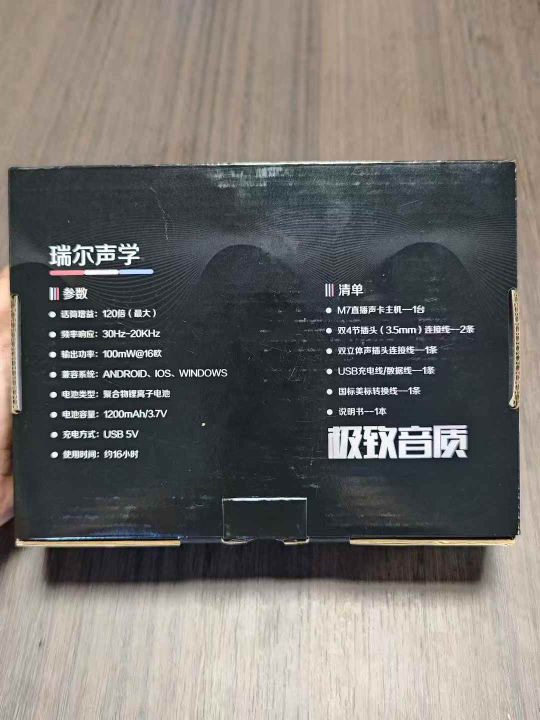 瑞尔声学
参数
话筒增益：120倍（最大）
频率响应：30Hz-20KHz
输出功率：100mW@16欧
兼容系统：ANDROID、IOS、WINDOWS
电池类型：聚合物锂离子电池
电池容量：1200mAh/3.7V
充电方式：USB 5V
使用时间：约16小时
清单
M7直播声卡主机—1台
双4节插头（3.5mm）连接线—2条
双立体声插头连接线—1条
USB充电线/数据线—1条
国标美标转换线—1条
说明书—1本
极致音质